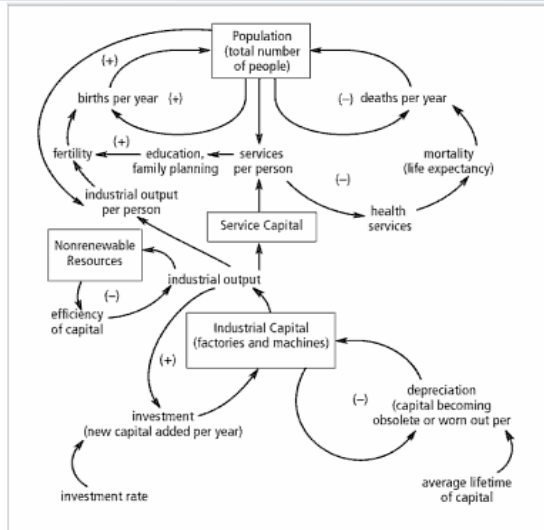 Population
(total number
of people)
(+)
births per year (+)
(–) deaths per year
(+)
fertility
education,
family planning
services
per person
mortality
(life expectancy)
(–)
industrial output
per person
health
services
Service Capital
Nonrenewable
Resources
industrial output
(–)
efficiency
of capital
Industrial Capital
(factories and machines)
(+)
(–)
depreciation
(capital becoming
obsolete or worn out per
investment
(new capital added per year)
average lifetime
of capital
investment rate